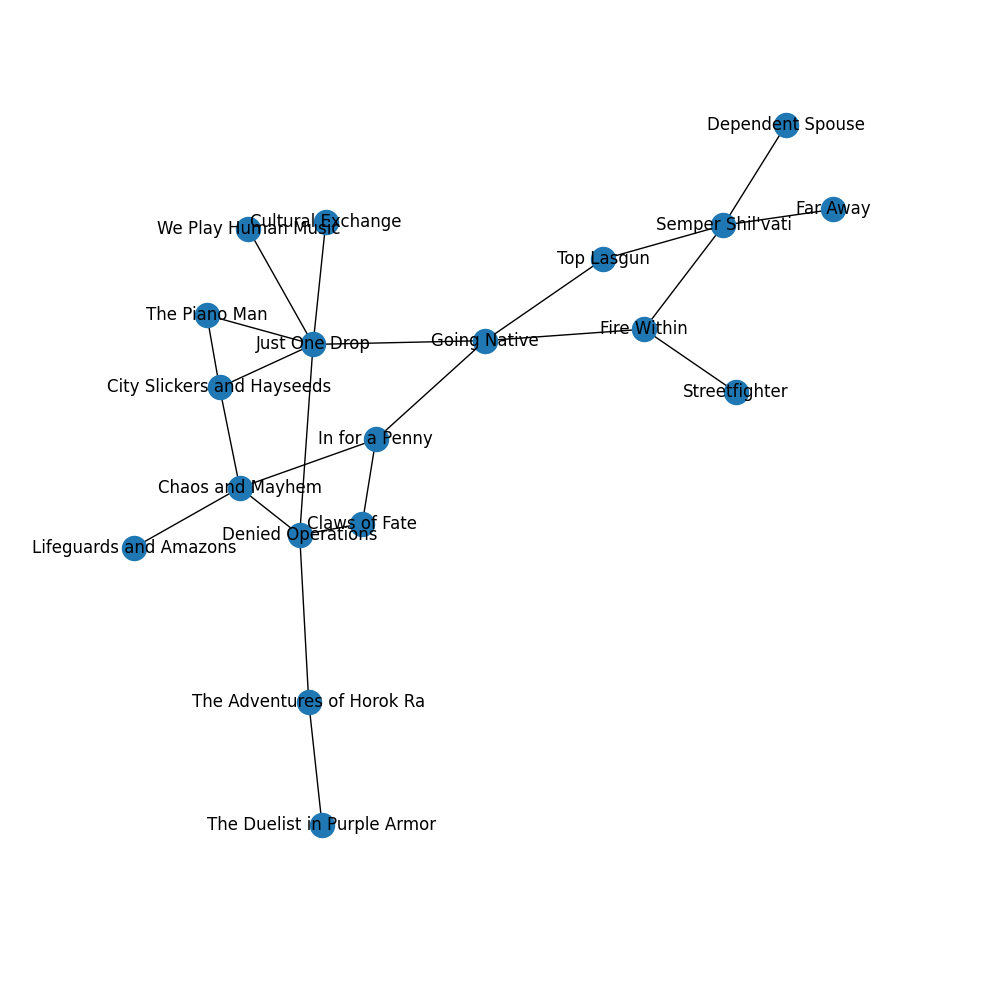 Dependent Spouse
Far Away
Semper Shil'vati
Cultural Exchange
We Play Human Music
Top Lasgun
The Piano Man
Fire Within
Going Native
Just One Drop
City Slickers and Hayseeds
Streetfighter
In for a Penny
Chaos and Mayhem
Claws of Fate
Denied Operations
Lifeguards and Amazons
The Adventures of Horok Ra
The Duelist in Purple Armor